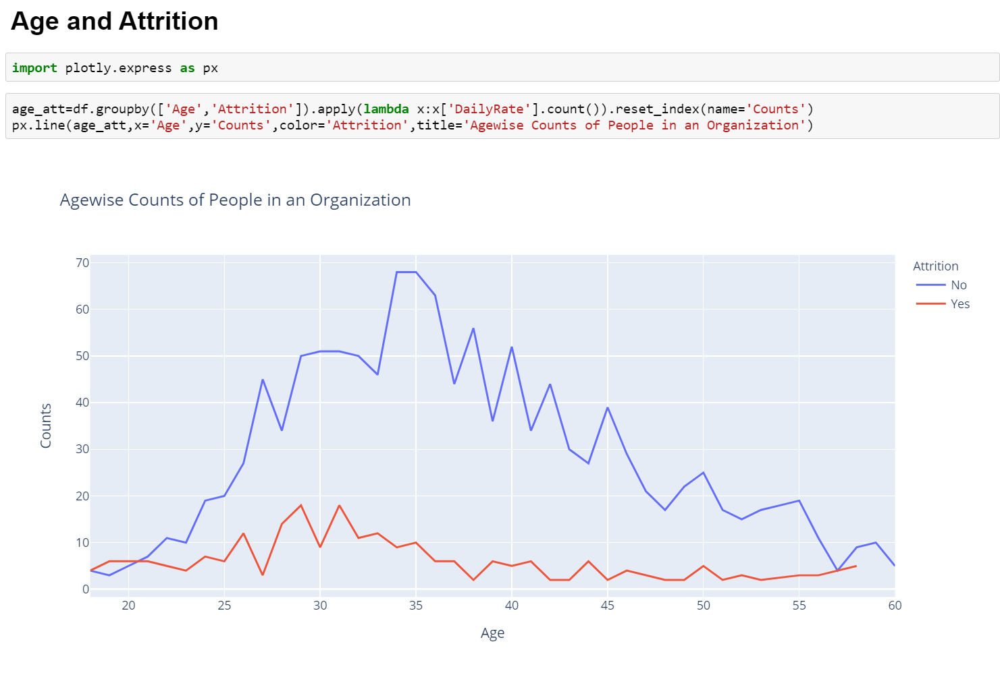 Age and Attrition
import plotly.express as px
age_att=df.groupby(['Age','Attrition']).apply(lambda x:x['DailyRate'].count()).reset_index(name='Counts')
px.line(age_att,x='Age',y='Counts',color='Attrition',title='Agewise Counts of People in an Organization')
Agewise Counts of People in an Organization
Attrition
No
Yes
70
60
50
40
30
20
10
0
Counts
20 25 30 35 40 45 50 55 60
Age